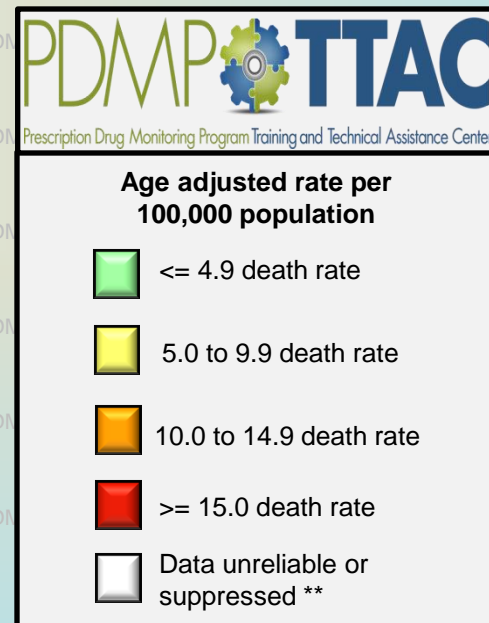 PDMP TTAC
Prescription Drug Monitoring Program Training and Technical Assistance Center
Age adjusted rate per
100,000 population
<= 4.9 death rate
5.0 to 9.9 death rate
10.0 to 14.9 death rate
>= 15.0 death rate
Data unreliable or
suppressed **